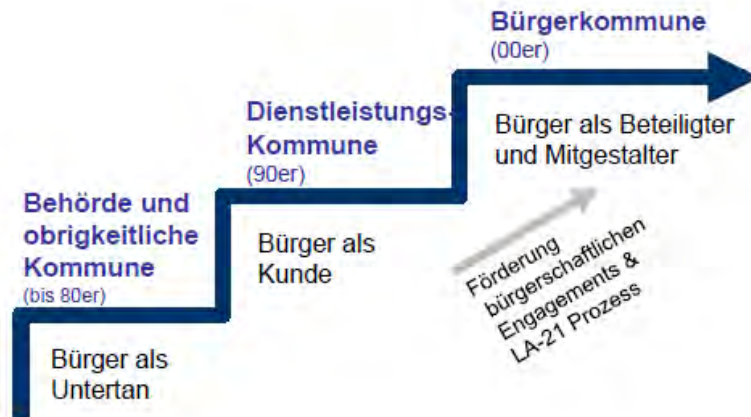 Bürgerkommune
(00er)
Bürger als Beteiligter
und Mitgestalter
Dienstleistungs-
Kommune
(90er)
Bürger als
Kunde
Behörde und
obrigkeitliche
Kommune
(bis 80er)
Bürger als
Untertan
Förderung
bürgerschaftlichen
Engagements &
LA-21 Prozess